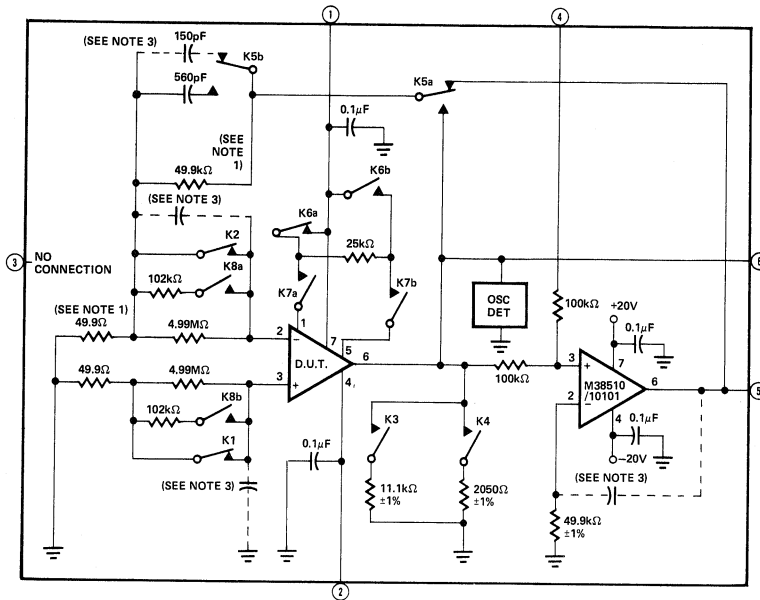 1
4
(SEE NOTE 3)
150pF
K5b
560pF
K5a
0.1μF
(SEE
NOTE
1)
49.9kΩ
K6b
(SEE NOTE 3)
K6a
K2
25kΩ
3
NO
CONNECTION
6
102kΩ
K8a
K7a
K7b
OSC
DET
100kΩ
+20V
(SEE NOTE 1)
49.9Ω
4.99MΩ
2
−
1
7
5
0.1μF
D.U.T.
6
100kΩ
3
+
7
49.9Ω
4.99MΩ
3
+
4
M38510
/10101
6
5
102kΩ
K8b
K3
K4
2
−
4
0.1μF
K1
0.1μF
−20V
(SEE NOTE 3)
(SEE NOTE 3)
11.1kΩ
±1%
2050Ω
±1%
49.9kΩ
±1%
2